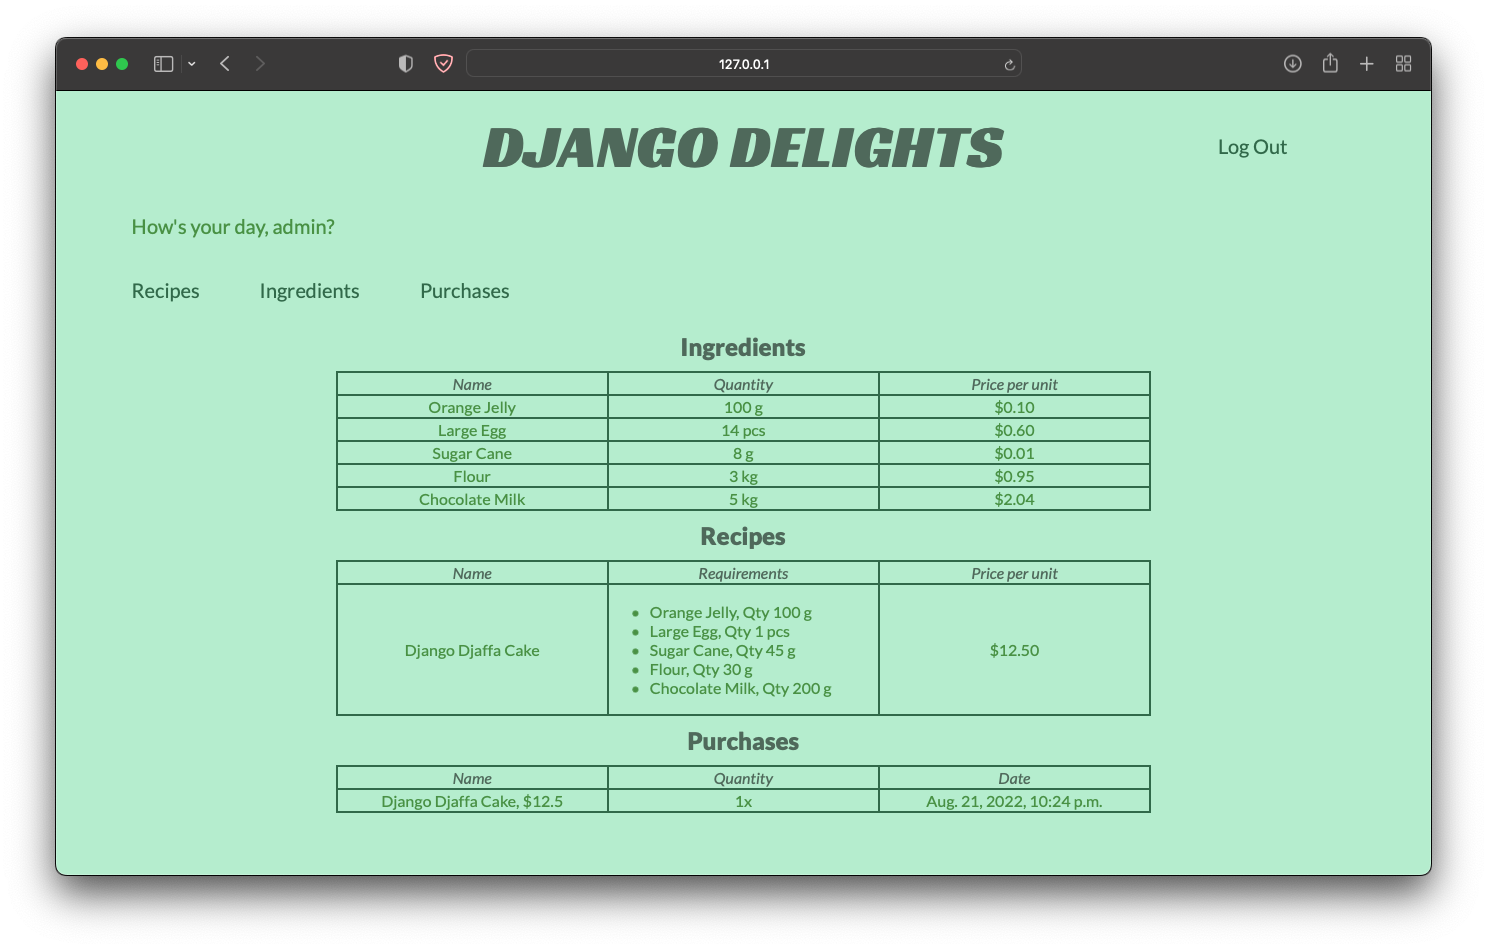 127.0.0.1
DJANGO DELIGHTS
Log Out
How's your day, admin?
Recipes Ingredients Purchases
Ingredients
Name Quantity Price per unit
Orange Jelly 100 g $0.10
Large Egg 14 pcs $0.60
Sugar Cane 8 g $0.01
Flour 3 kg $0.95
Chocolate Milk 5 kg $2.04
Recipes
Name Requirements Price per unit
Django Djaffa Cake
• Orange Jelly, Qty 100 g
• Large Egg, Qty 1 pcs
• Sugar Cane, Qty 45 g
• Flour, Qty 30 g
• Chocolate Milk, Qty 200 g
$12.50
Purchases
Name Quantity Date
Django Djaffa Cake, $12.5 1x Aug. 21, 2022, 10:24 p.m.